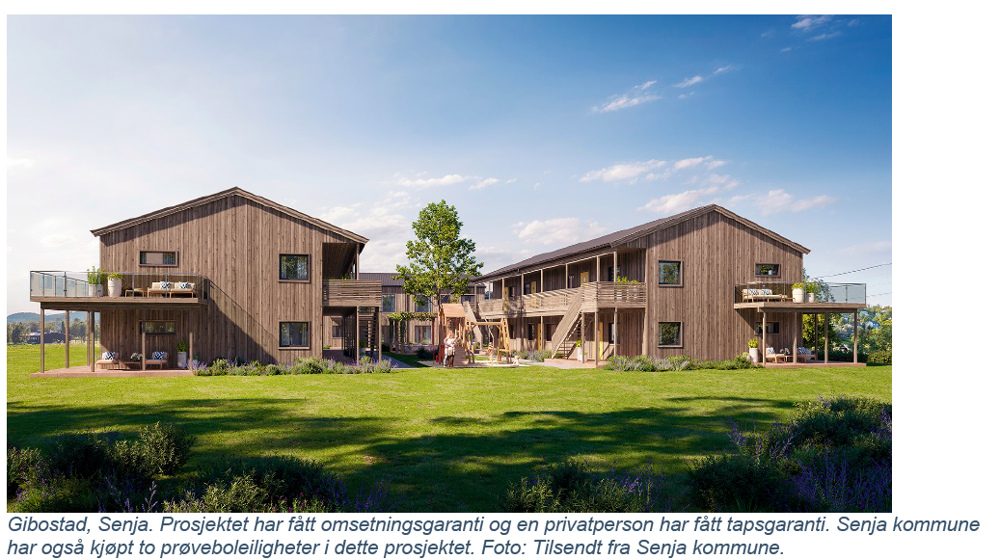 Gibostad, Senja. Prosjektet har fått omsetningsgaranti og en privatperson har fått tapsgaranti. Senja kommune
har også kjøpt to prøveboleiligheter i dette prosjektet. Foto: Tilsendt fra Senja kommune.